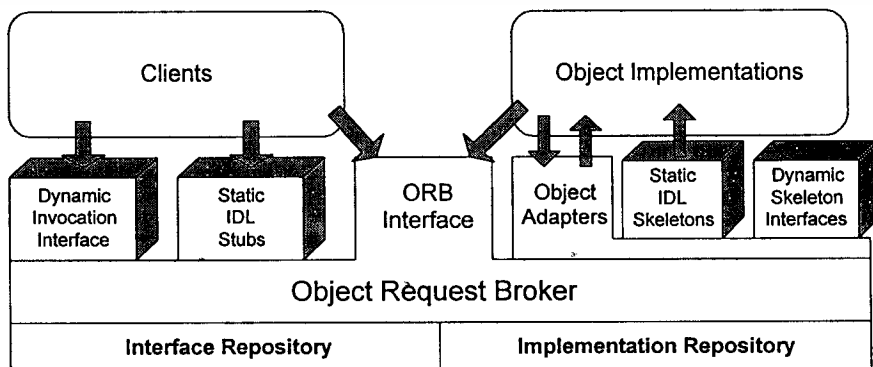 Clients
Object Implementations
Dynamic
Invocation
Interface
Static
IDL
Stubs
ORB
Interface
Object
Adapters
Static
IDL
Skeletons
Dynamic
Skeleton
Interfaces
Object Rèquest Broker
Interface Repository
Implementation Repository